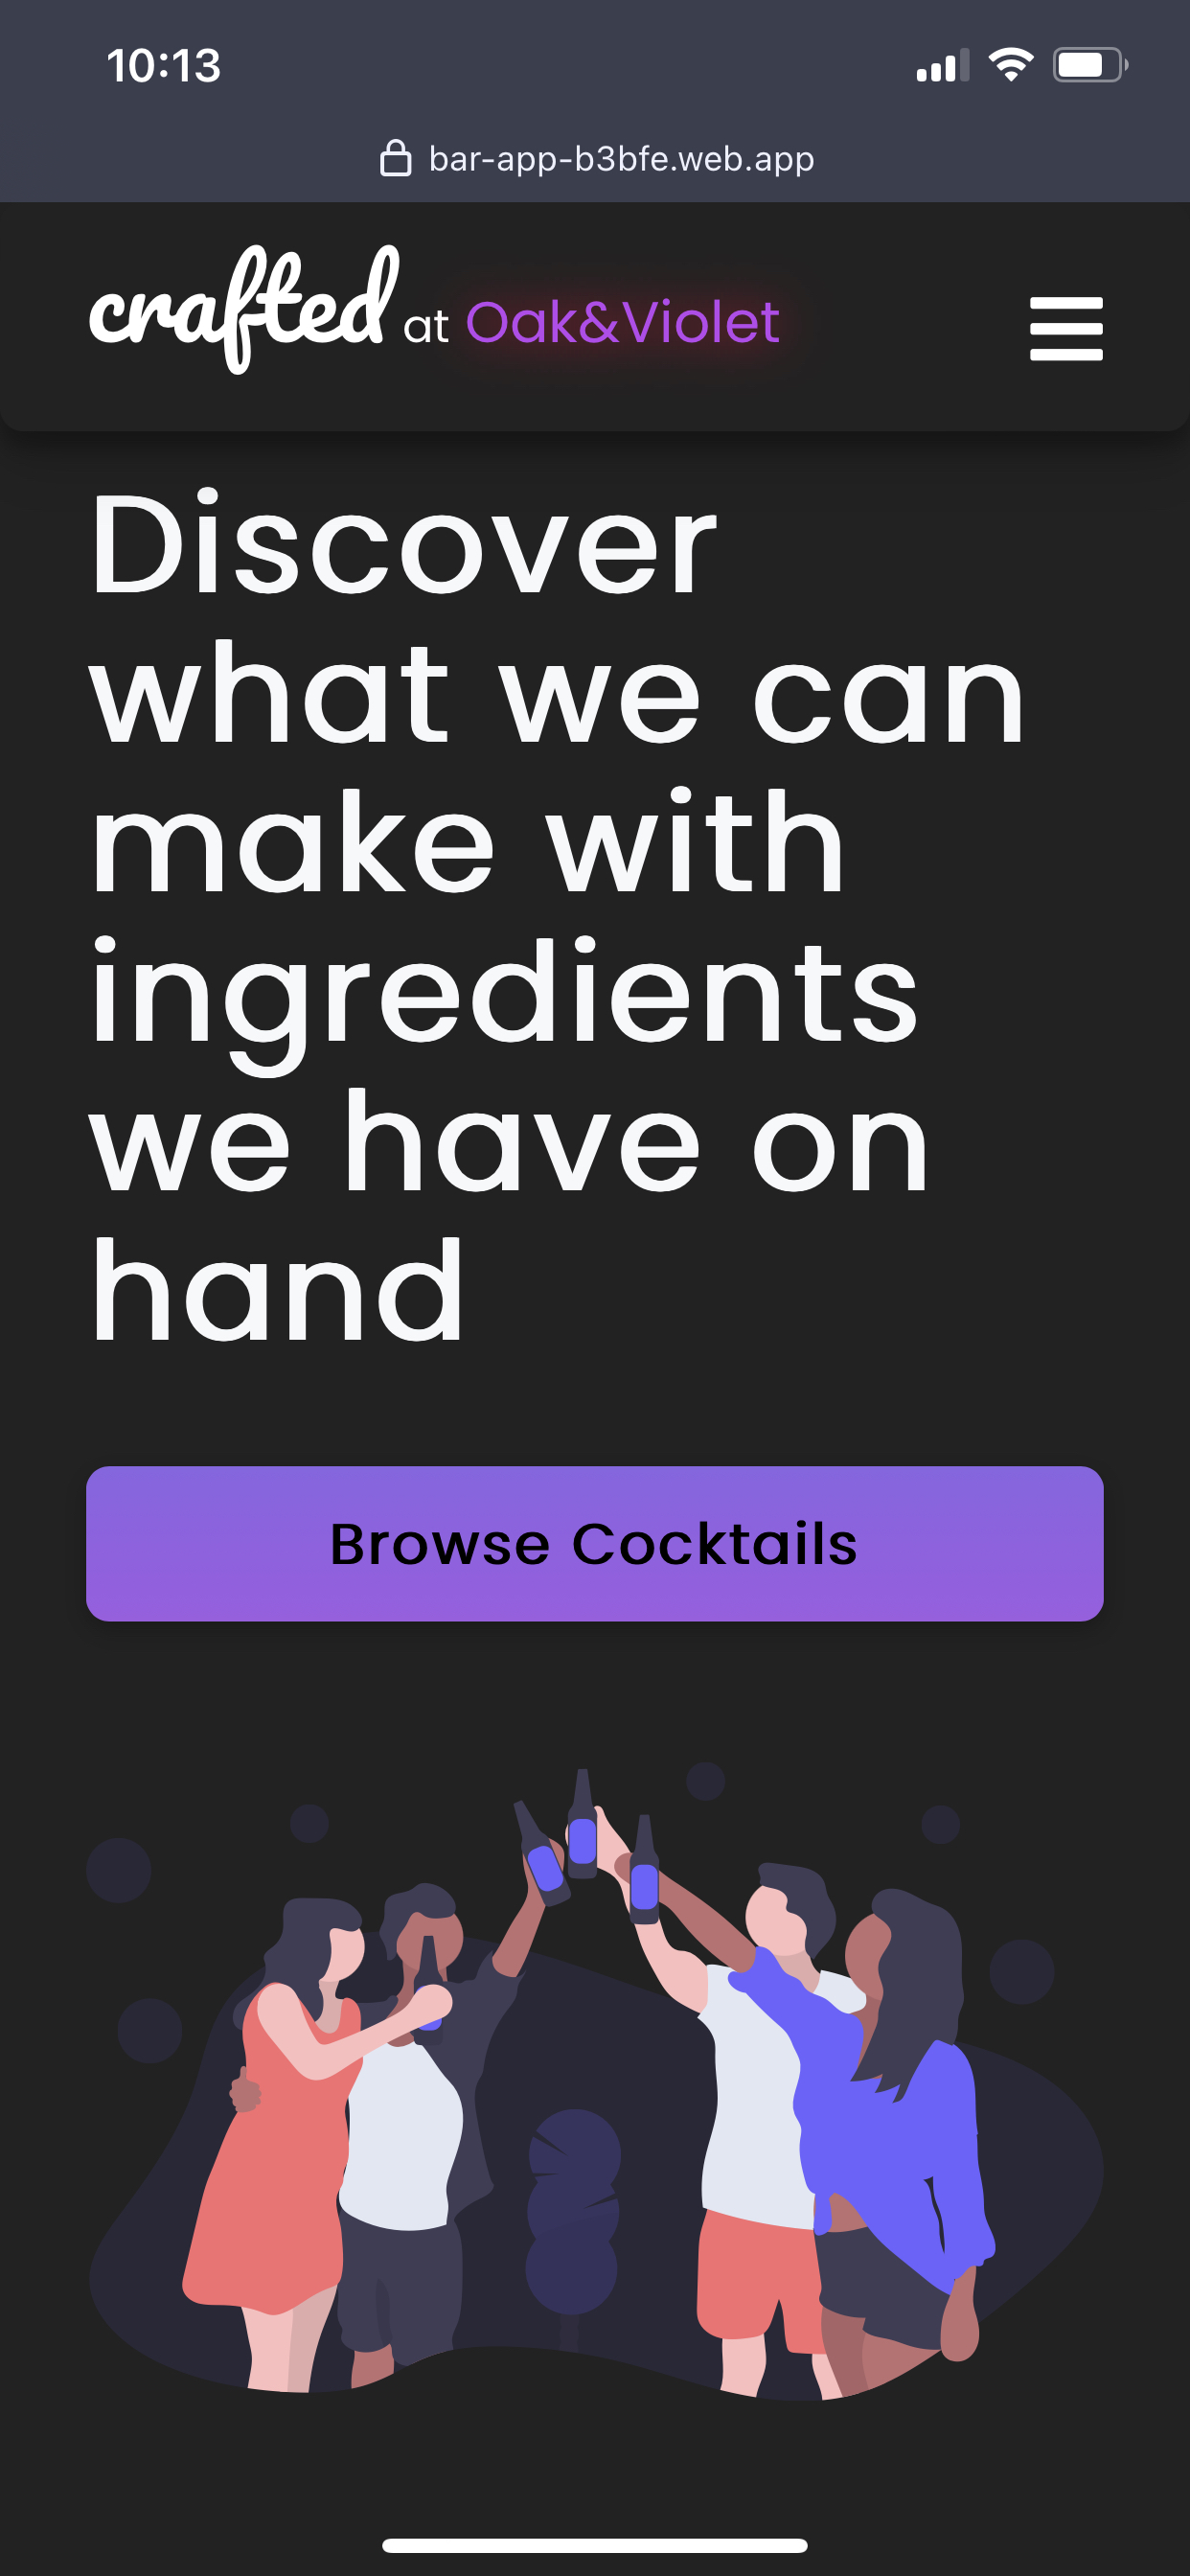 10:13
bar-app-b3bfe.web.app
crafted at Oak&Violet
Discover
what we can
make with
ingredients
we have on
hand
Browse Cocktails